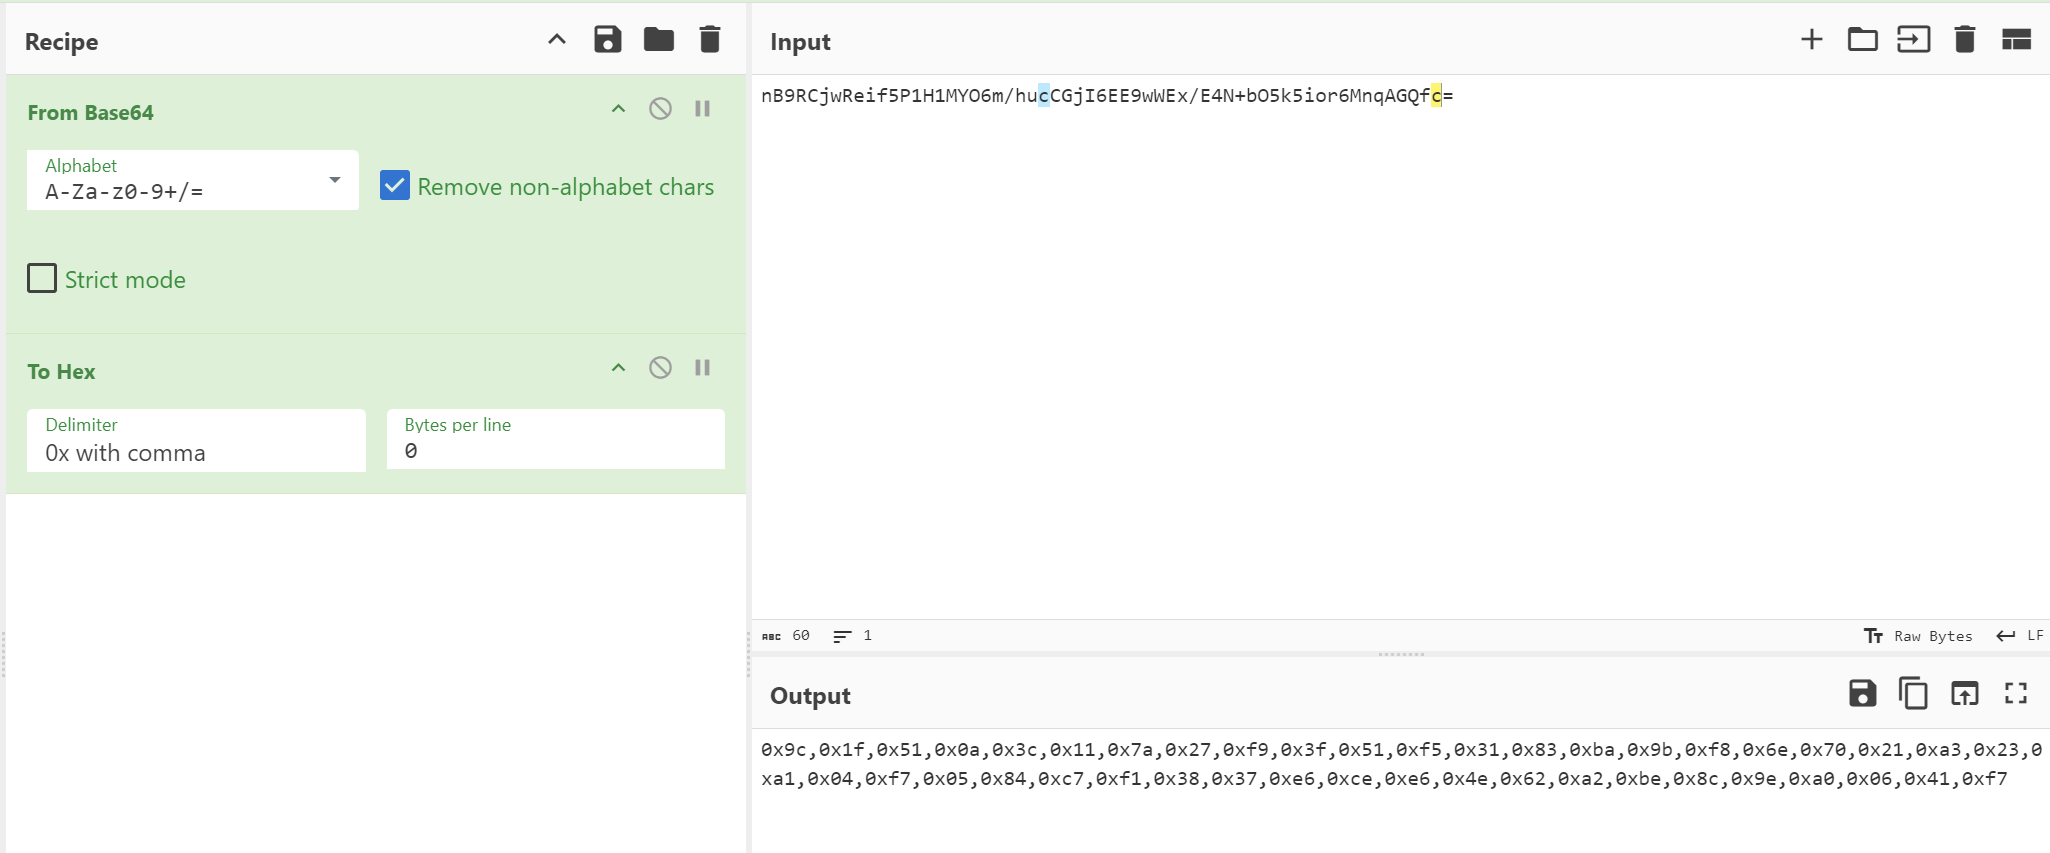 Recipe
From Base64
Alphabet
A-Za-z0-9+/=
Remove non-alphabet chars
Strict mode
To Hex
Delimiter
0x with comma
Bytes per line
0
Input
nB9RCjwReif5P1H1MYO6m/hucCGjI6EE9wWEx/E4N+bO5k5ior6MnqAGQfc=
ABC 60 1
Raw Bytes LF
Output
0x9c,0x1f,0x51,0x0a,0x3c,0x11,0x7a,0x27,0xf9,0x3f,0x51,0xf5,0x31,0x83,0xba,0x9b,0xf8,0x6e,0x70,0x21,0xa3,0x23,0
xa1,0x04,0xf7,0x05,0x84,0xc7,0xf1,0x38,0x37,0xe6,0xce,0xe6,0x4e,0x62,0xa2,0xbe,0x8c,0x9e,0xa0,0x06,0x41,0xf7